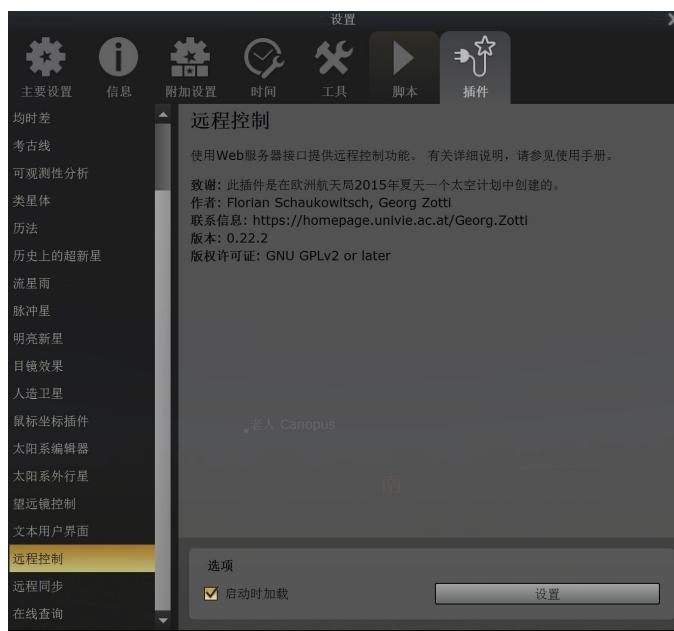 设置
主要设置 信息 附加设置 时间 工具 脚本 插件
均时差
考古线
可观测性分析
类星体
历法
历史上的超新星
流星雨
脉冲星
明亮新星
目镜效果
人造卫星
鼠标坐标插件
太阳系编辑器
太阳系外行星
望远镜控制
文本用户界面
远程控制
远程同步
在线查询
远程控制
使用Web服务器接口提供远程控制功能。 有关详细说明，请参见使用手册。
致谢: 此插件是在欧洲航天局2015年夏天一个太空计划中创建的。
作者: Florian Schaukowitsch, Georg Zotti
联系信息: https://homepage.univie.ac.at/Georg.Zotti
版本: 0.22.2
版权许可证: GNU GPLv2 or later
老人 Canopus
南
选项
启动时加载
设置